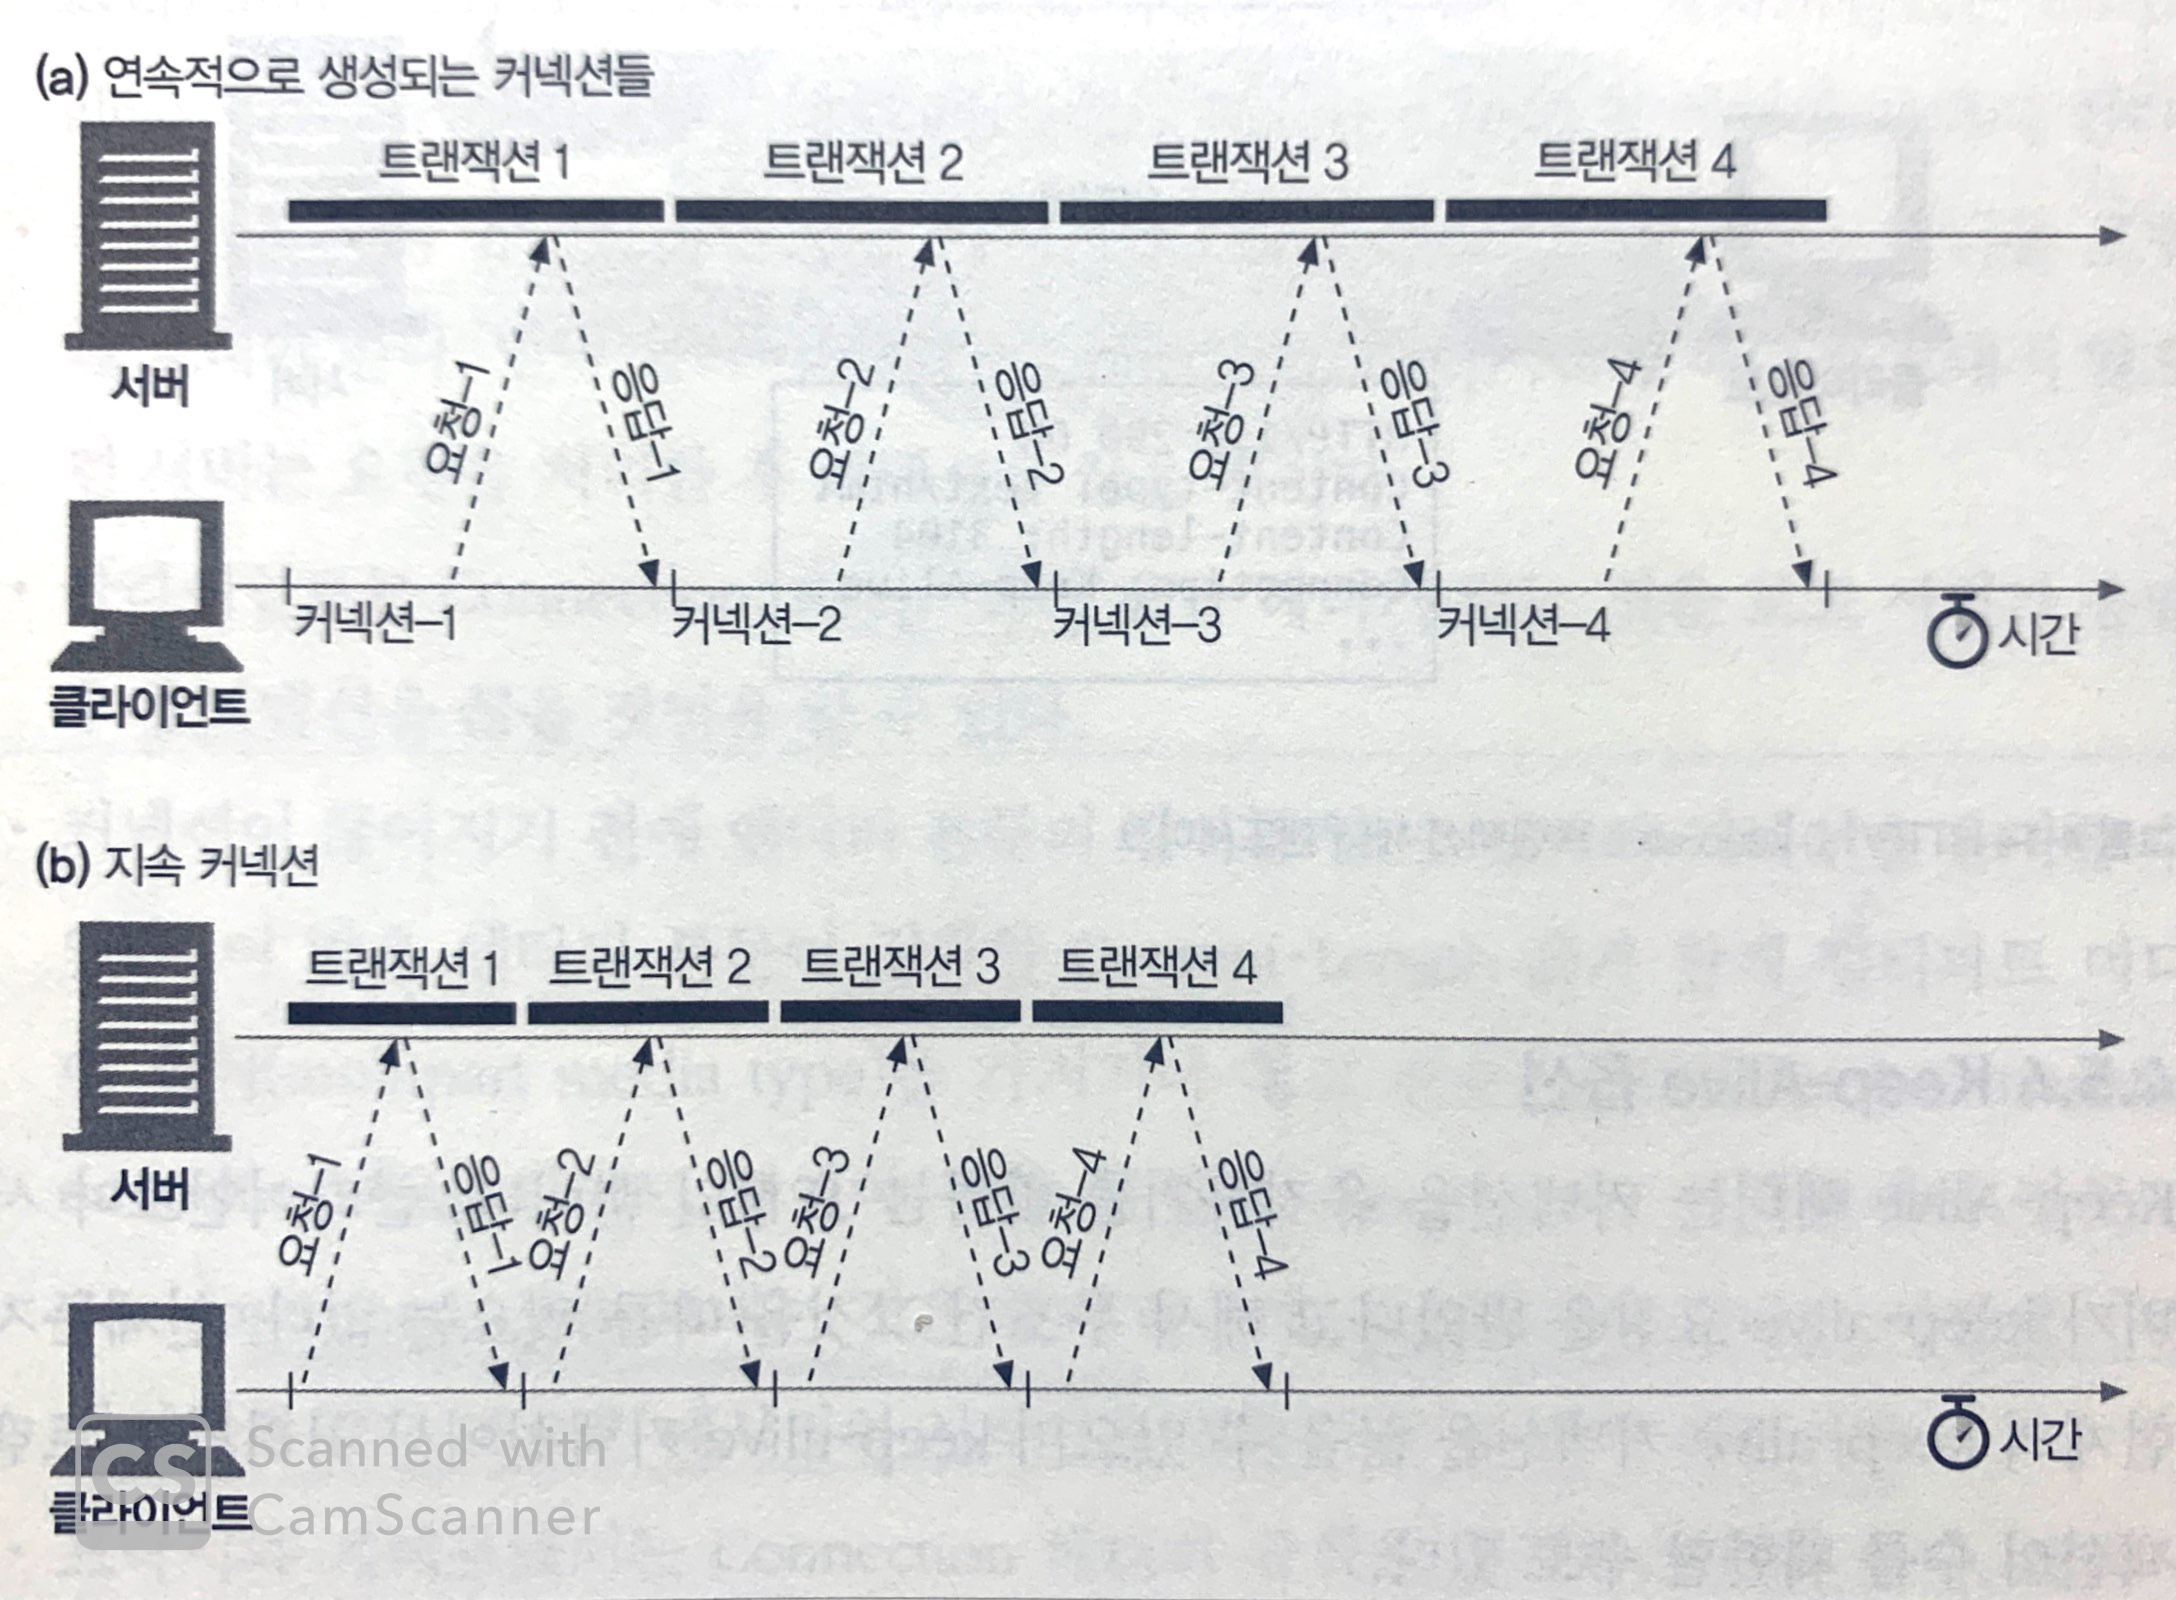 (a) 연속적으로 생성되는 커넥션들
트랜잭션 1 트랜잭션 2 트랜잭션 3 트랜잭션 4
서버
요청-1 응답-1 요청-2 응답-2 요청-3 응답-3 요청-4 응답-4
커넥션-1 커넥션-2 커넥션-3 커넥션-4 시간
클라이언트
(b) 지속 커넥션
트랜잭션 1 트랜잭션 2 트랜잭션 3 트랜잭션 4
서버
요청-1 응답-1 요청-2 응답-2 요청-3 응답-3 요청-4 응답-4
시간
클라이언트
CS Scanned with
CamScanner